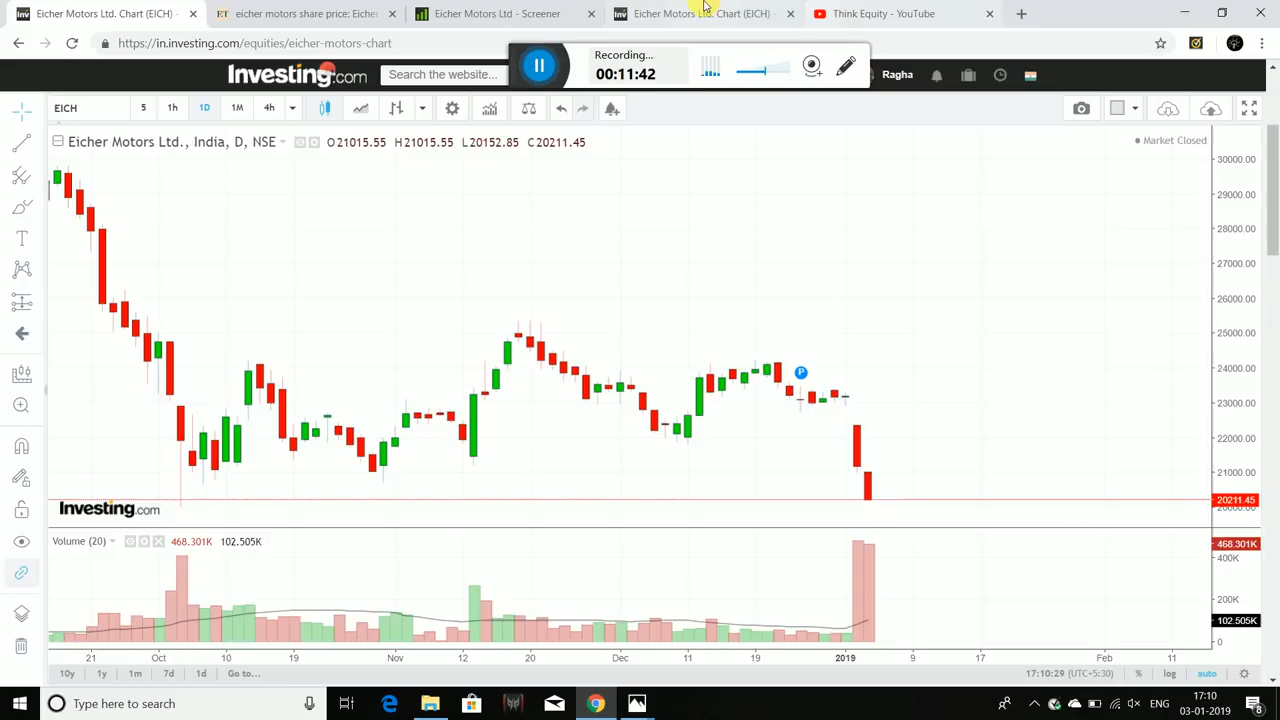 Eicher Motors Ltd. Chart (EICH) -
eicher motors share price: Eicher
Eicher Motors Ltd - Screener
Eicher Motors Ltd. Chart (EICH) -
Think Equity - YouTube
https://in.investing.com/equities/eicher-motors-chart
Recording...
00:11:42
Investing.com
Search the website...
Ragha
EICH
5
1h
1D
1M
4h
Eicher Motors Ltd., India, D, NSE
O21015.55 H21015.55 L20152.85 C20211.45
Market Closed
30000.00
29000.00
28000.00
27000.00
26000.00
25000.00
24000.00
23000.00
22000.00
21000.00
20211.45
20000.00
P
Investing.com
Volume (20)
468.301K 102.505K
468.301K
400K
200K
102.505K
0
21 Oct 10 19 Nov 12 20 Dec 11 19 2019 9 17 Feb 11
10y 1y 1m 7d 1d Go to...
17:10:29 (UTC+5:30) % log auto
Type here to search
17:10
03-01-2019
8